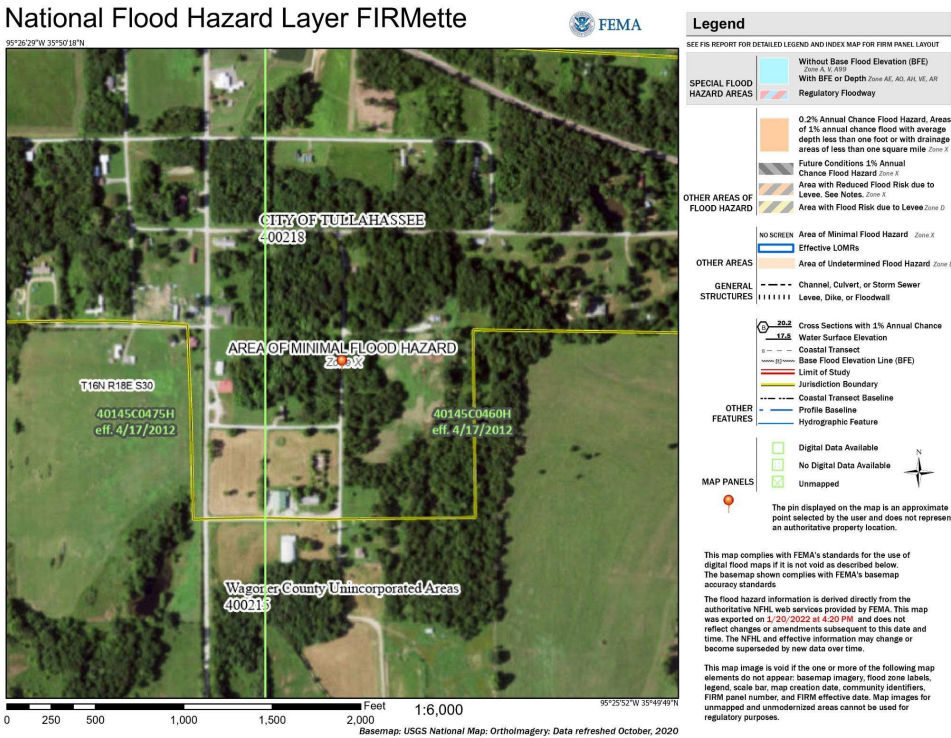 National Flood Hazard Layer FIRMette
FEMA
Legend
95°26'29"W 35°50'18"N
SEE FIS REPORT FOR DETAILED LEGEND AND INDEX MAP FOR FIRM PANEL LAYOUT
SPECIAL FLOOD
HAZARD AREAS
Without Base Flood Elevation (BFE)
Zone A, V, A99
With BFE or Depth Zone AE, AO, AH, VE, AR
Regulatory Floodway
0.2% Annual Chance Flood Hazard, Areas
of 1% annual chance flood with average
depth less than one foot or with drainage
areas of less than one square mile Zone X
Future Conditions 1% Annual
Chance Flood Hazard Zone X
Area with Reduced Flood Risk due to
Levee. See Notes. Zone X
Area with Flood Risk due to Levee Zone D
OTHER AREAS OF
FLOOD HAZARD
NO SCREEN Area of Minimal Flood Hazard Zone X
Effective LOMRs
OTHER AREAS
Area of Undetermined Flood Hazard Zone
GENERAL
STRUCTURES
Channel, Culvert, or Storm Sewer
Levee, Dike, or Floodwall
B 20.2 Cross Sections with 1% Annual Chance
17.5 Water Surface Elevation
8 Coastal Transect
Base Flood Elevation Line (BFE)
Limit of Study
Jurisdiction Boundary
Coastal Transect Baseline
OTHER
FEATURES
Profile Baseline
Hydrographic Feature
Digital Data Available
No Digital Data Available
MAP PANELS
Unmapped
N
The pin displayed on the map is an approximate
point selected by the user and does not represen
an authoritative property location.
This map complies with FEMA's standards for the use of
digital flood maps if it is not void as described below.
The basemap shown complies with FEMA's basemap
accuracy standards
The flood hazard information is derived directly from the
authoritative NFHL web services provided by FEMA. This map
was exported on 1/20/2022 at 4:20 PM and does not
reflect changes or amendments subsequent to this date and
time. The NFHL and effective information may change or
become superseded by new data over time.
This map image is void if the one or more of the following map
elements do not appear: basemap imagery, flood zone labels,
legend, scale bar, map creation date, community identifiers,
FIRM panel number, and FIRM effective date. Map images for
unmapped and unmodernized areas cannot be used for
regulatory purposes.
CITY OF TULLAHASSEE
400218
AREA OF MINIMAL FLOOD HAZARD
Zone X
T16N R18E S30
40145C0475H
eff. 4/17/2012
40145C0460H
eff. 4/17/2012
Wagoner County Unincorporated Areas
400215
95°25'52"W 35°49'49"N
0 250 500 1,000 1,500 2,000
Feet
1:6,000
Basemap: USGS National Map: Orthoimagery: Data refreshed October, 2020